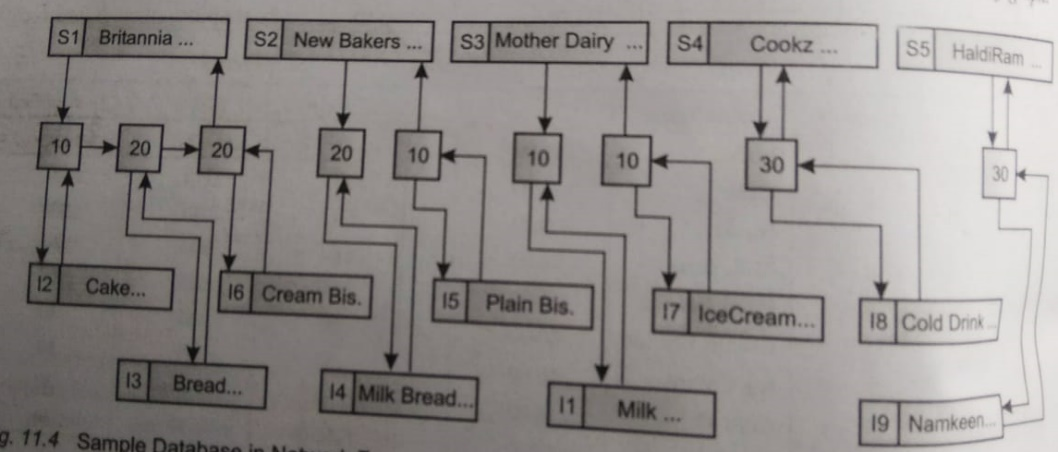 S1 Britannia ...
S2 New Bakers ...
S3 Mother Dairy ...
S4 Cookz ...
S5 HaldiRam ...
10
20
20
20
10
10
10
30
30
I2 Cake...
I6 Cream Bis.
I5 Plain Bis.
I7 IceCream...
I8 Cold Drink ...
I3 Bread...
I4 Milk Bread...
I1 Milk ...
I9 Namkeen...
g. 11.4 Sample Database in